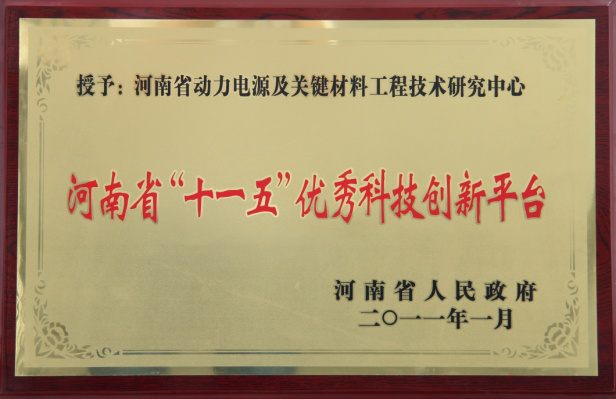 授予：河南省动力电源及关键材料工程技术研究中心
河南省“十一五”优秀科技创新平台
河南省人民政府
二〇一一年一月